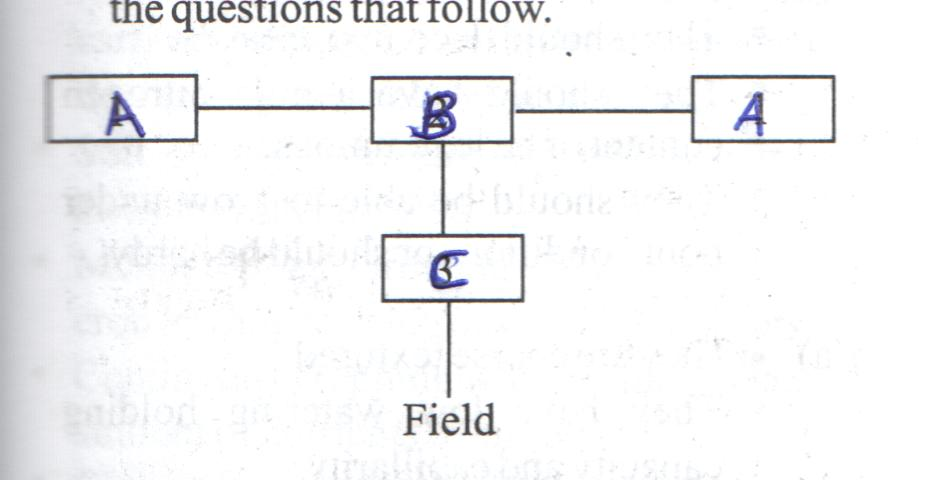 the questions that follow.
A B A
C
Field